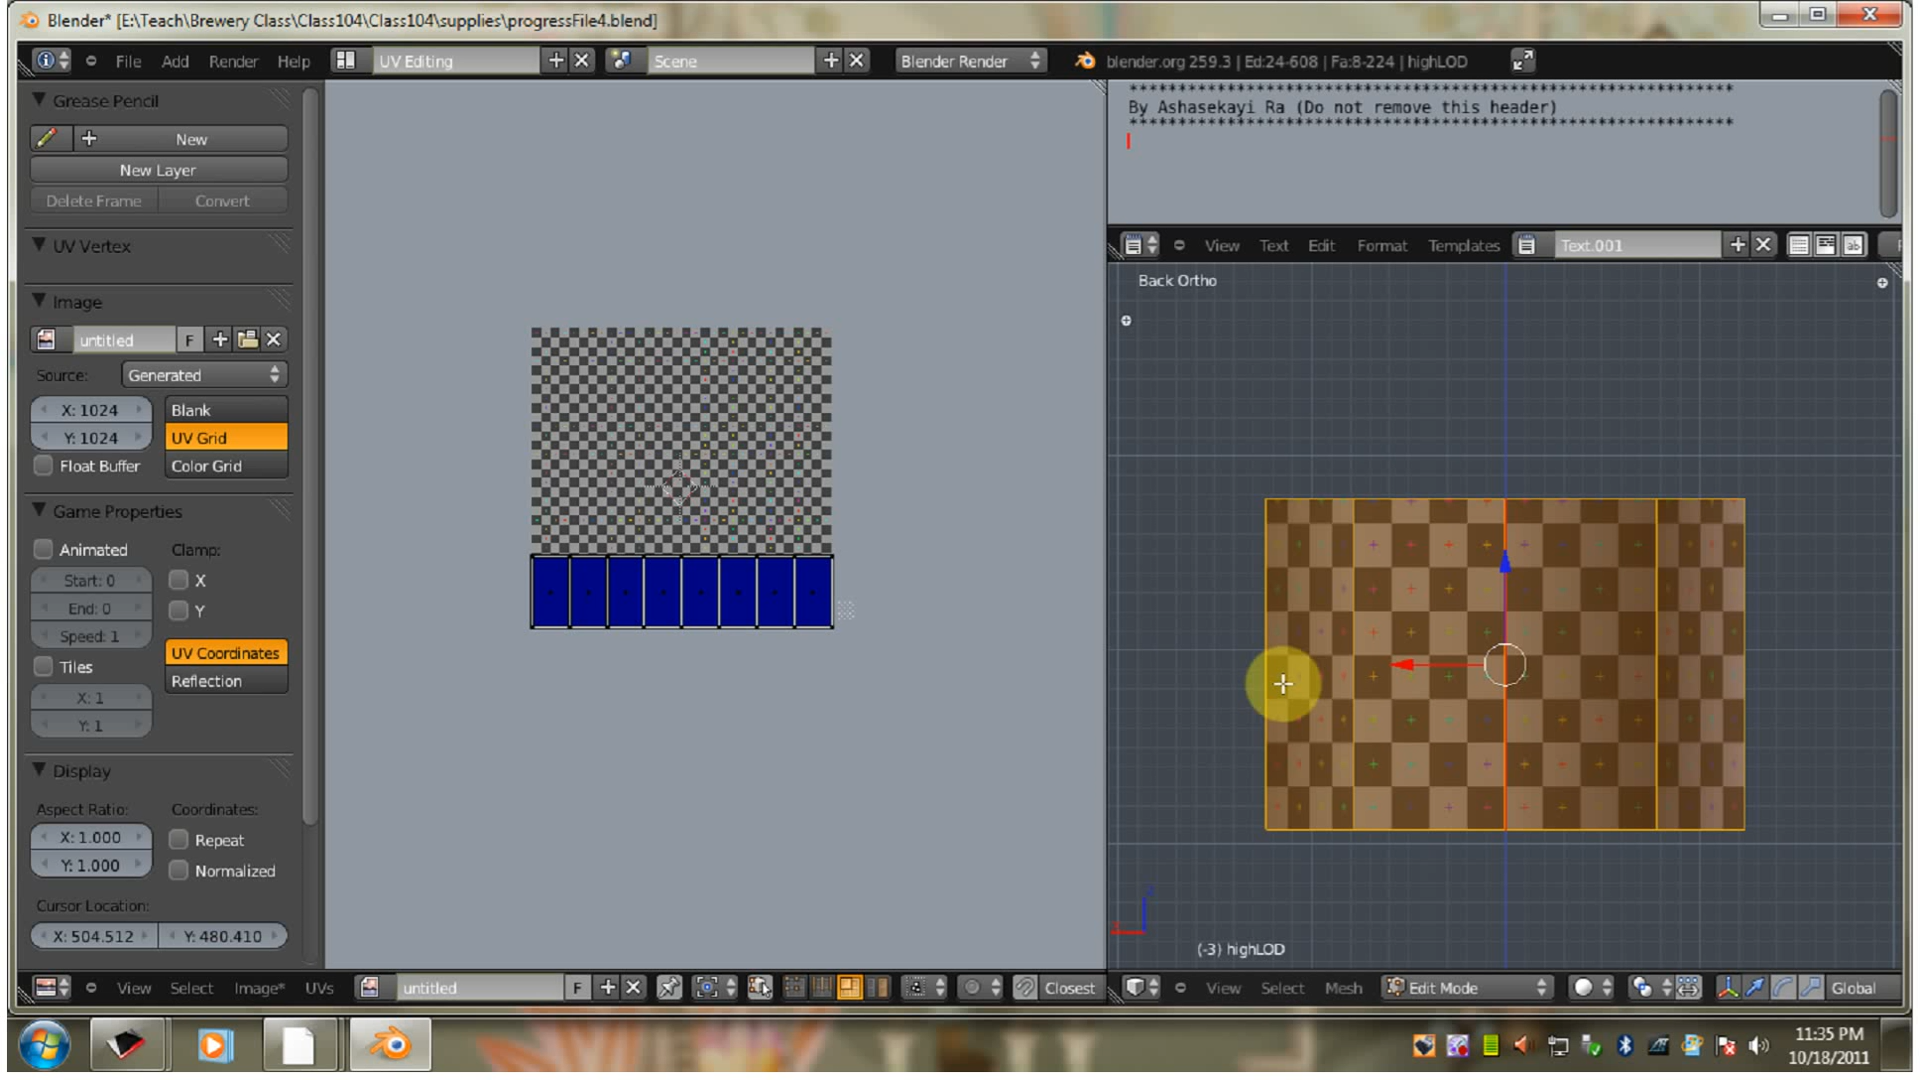 Blender* [E:\Teach\Brewery Class\Class104\Class104\supplies\progressFile4.blend]
File Add Render Help UV Editing Scene Blender Render blender.org 259.3 | Ed:24-608 | Fa:8-224 | highLOD
Grease Pencil
New
New Layer
Delete Frame Convert
UV Vertex
Image
untitled F
Source: Generated
X: 1024 Blank
Y: 1024 UV Grid
Float Buffer Color Grid
Game Properties
Animated Clamp:
Start: 0 X
End: 0 Y
Speed: 1
Tiles UV Coordinates
X: 1 Reflection
Y: 1
Display
Aspect Ratio: Coordinates:
X: 1.000 Repeat
Y: 1.000 Normalized
Cursor Location:
X: 504.512 Y: 480.410
View Select Image* UVs untitled F Closest
*****************************************************************
By Ashasekayi Ra (Do not remove this header)
*****************************************************************
View Text Edit Format Templates Text.001
Back Ortho
(-3) highLOD
View Select Mesh Edit Mode Global
11:35 PM
10/18/2011